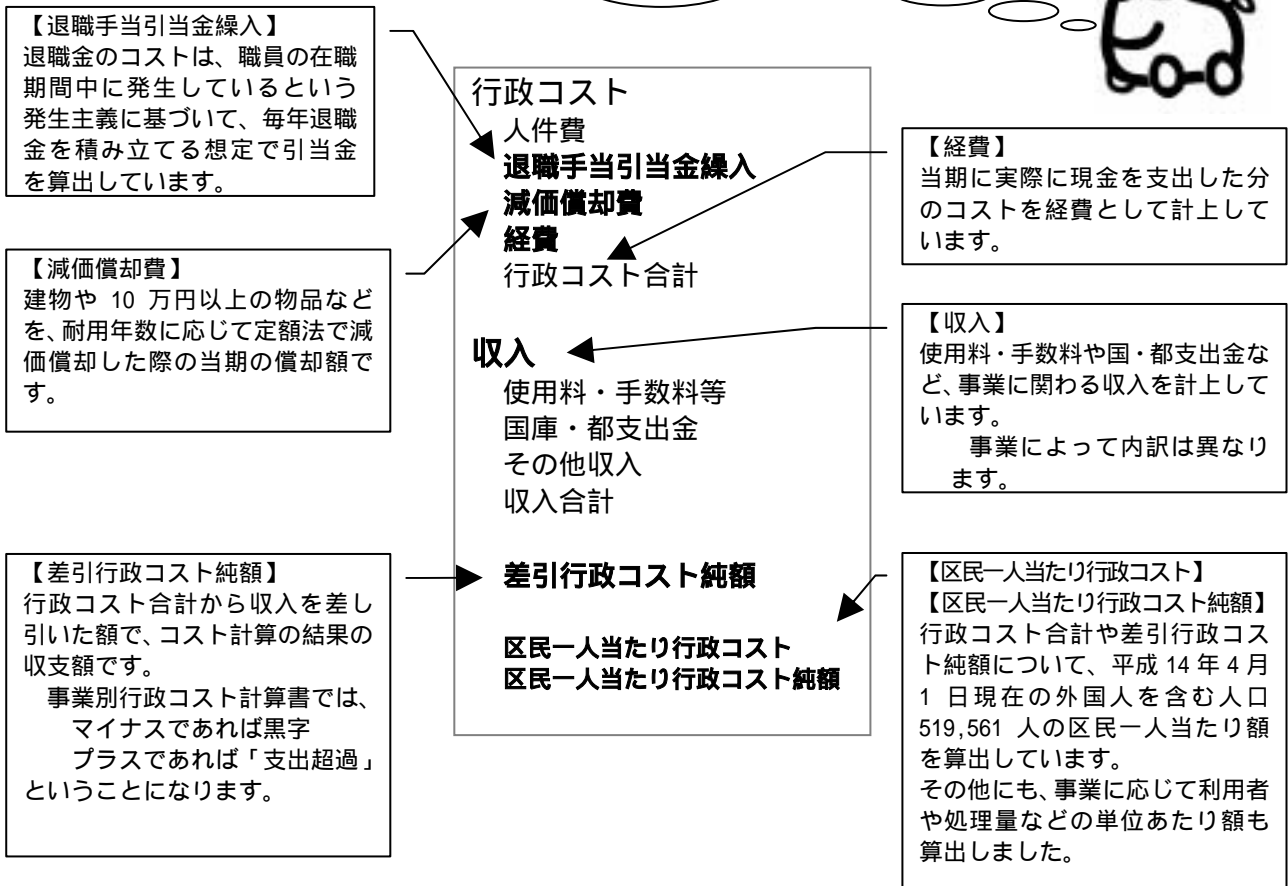 【退職手当引当金繰入】
退職金のコストは、職員の在職
期間中に発生しているという
発生主義に基づいて、毎年退職
金を積み立てる想定で引当金
を算出しています。
【減価償却費】
建物や 10 万円以上の物品など
を、耐用年数に応じて定額法で減
価償却した際の当期の償却額で
す。
【差引行政コスト純額】
行政コスト合計から収入を差し
引いた額で、コスト計算の結果の
収支額です。
事業別行政コスト計算書では、
マイナスであれば黒字
プラスであれば「支出超過」
ということになります。
行政コスト
人件費
退職手当引当金繰入
減価償却費
経費
行政コスト合計
収入
使用料・手数料等
国庫・都支出金
その他収入
収入合計
差引行政コスト純額
区民一人当たり行政コスト
区民一人当たり行政コスト純額
【経費】
当期に実際に現金を支出した分
のコストを経費として計上して
います。
【収入】
使用料・手数料や国・都支出金な
ど、事業に関わる収入を計上して
います。
事業によって内訳は異なり
ます。
【区民一人当たり行政コスト】
【区民一人当たり行政コスト純額】
行政コスト合計や差引行政コス
ト純額について、平成 14 年 4 月
1 日現在の外国人を含む人口
519,561 人の区民一人当たり額
を算出しています。
その他にも、事業に応じて利用者
や処理量などの単位あたり額も
算出しました。